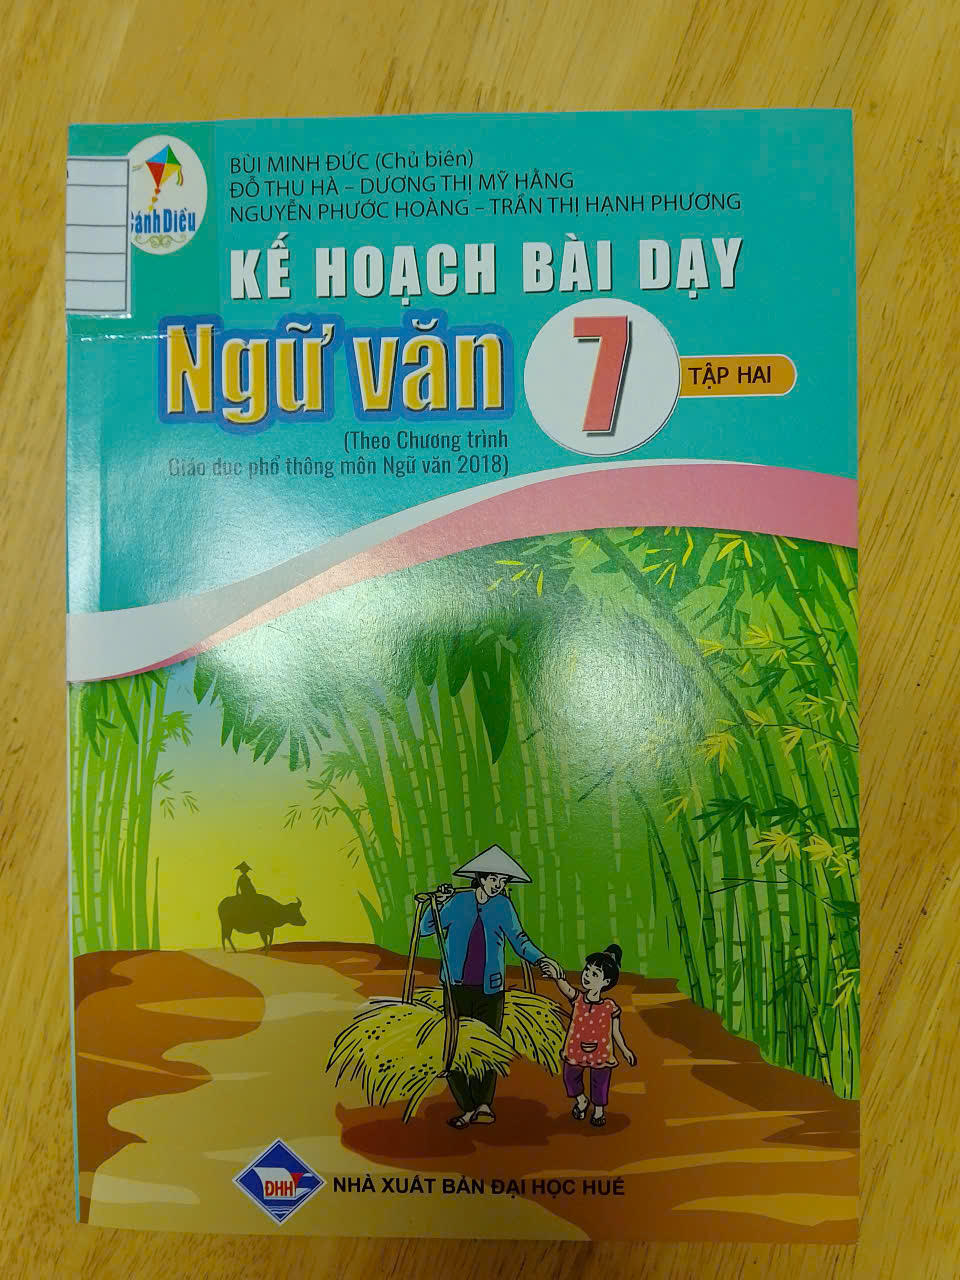 BÙI MINH ĐỨC (Chủ biên)
ĐỖ THU HÀ – DƯƠNG THỊ MỸ HẰNG
NGUYỄN PHƯỚC HOÀNG – TRẦN THỊ HẠNH PHƯƠNG
Cánh Diều
KẾ HOẠCH BÀI DẠY
Ngữ văn 7
TẬP HAI
(Theo Chương trình
Giáo dục phổ thông môn Ngữ văn 2018)
ĐHH
NHÀ XUẤT BẢN ĐẠI HỌC HUẾ